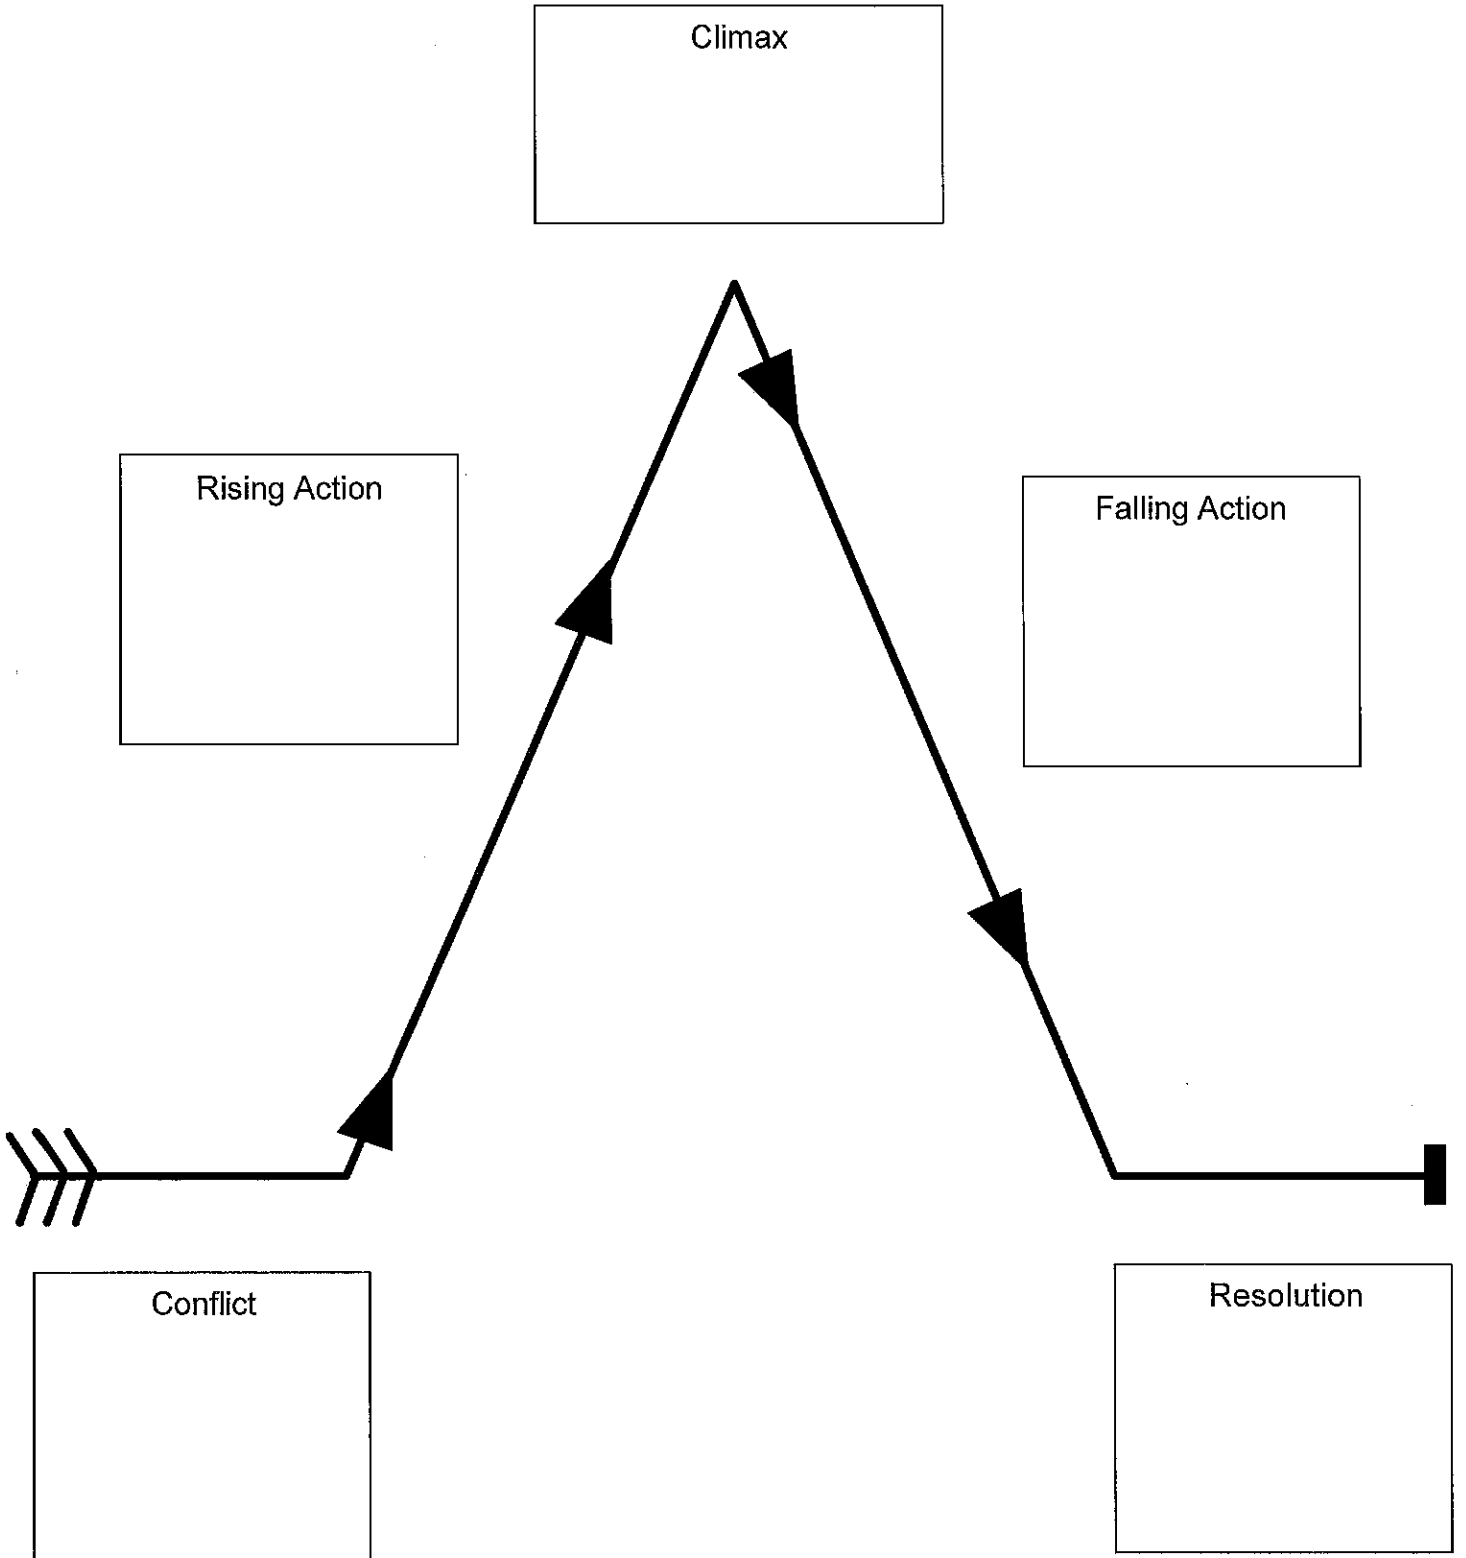 Climax
Rising Action
Falling Action
Conflict
Resolution